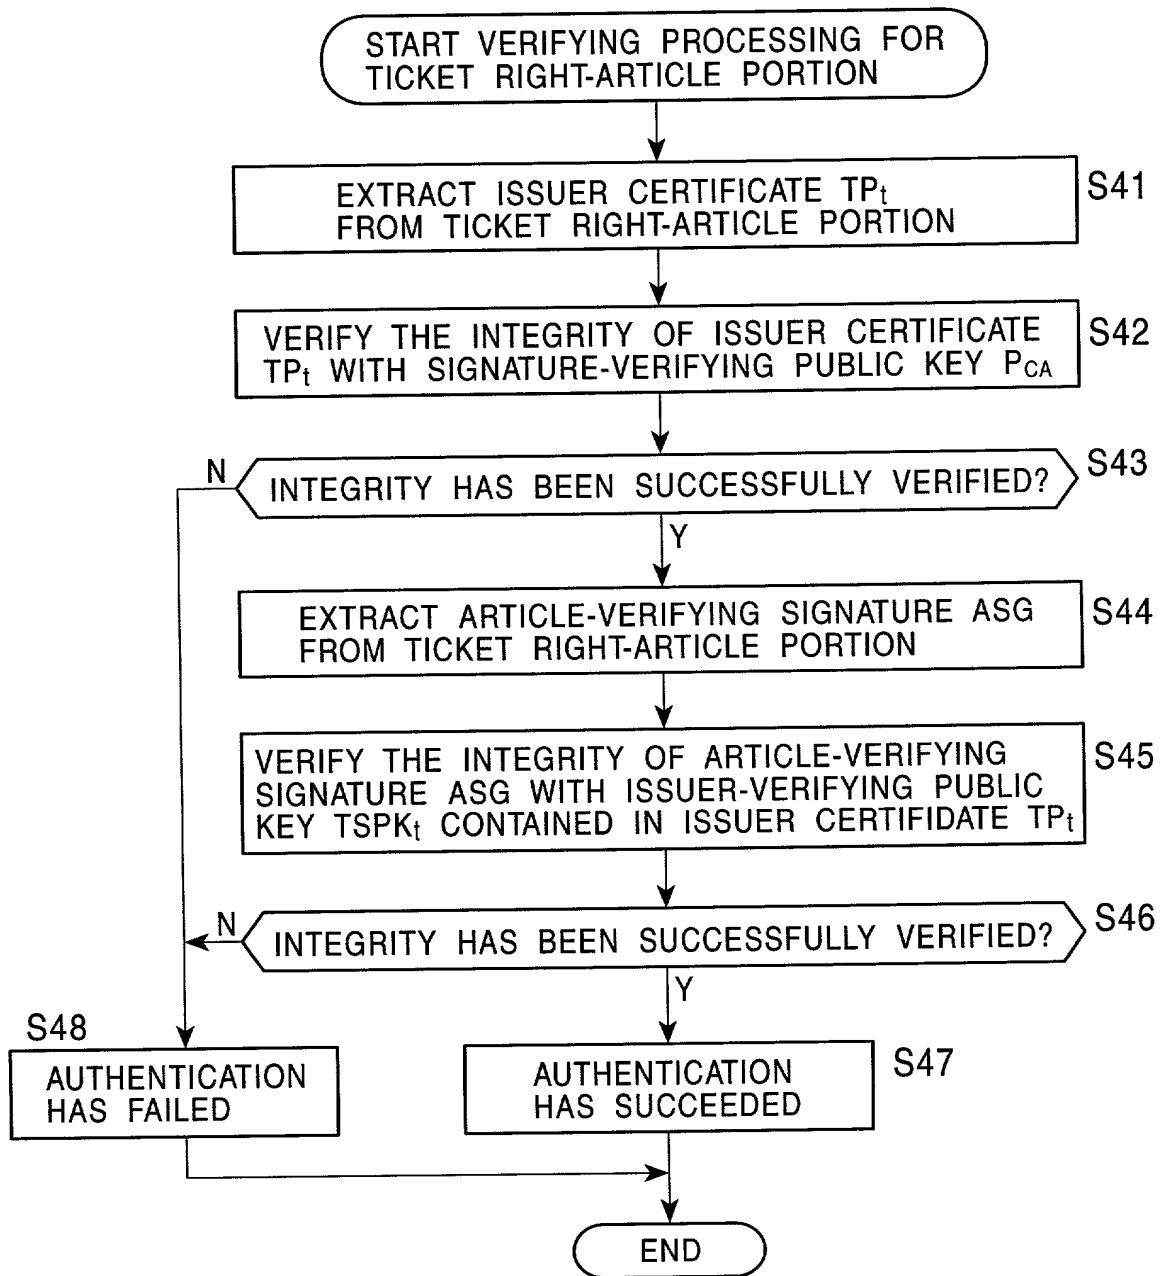 START VERIFYING PROCESSING FOR
TICKET RIGHT-ARTICLE PORTION
EXTRACT ISSUER CERTIFICATE TPt
FROM TICKET RIGHT-ARTICLE PORTION
S41
VERIFY THE INTEGRITY OF ISSUER CERTIFICATE
TPt WITH SIGNATURE-VERIFYING PUBLIC KEY PCA
S42
N
INTEGRITY HAS BEEN SUCCESSFULLY VERIFIED?
S43
Y
EXTRACT ARTICLE-VERIFYING SIGNATURE ASG
FROM TICKET RIGHT-ARTICLE PORTION
S44
VERIFY THE INTEGRITY OF ARTICLE-VERIFYING
SIGNATURE ASG WITH ISSUER-VERIFYING PUBLIC
KEY TSPKt CONTAINED IN ISSUER CERTIFIDATE TPt
S45
N
INTEGRITY HAS BEEN SUCCESSFULLY VERIFIED?
S46
Y
S48
AUTHENTICATION
HAS FAILED
AUTHENTICATION
HAS SUCCEEDED
S47
END